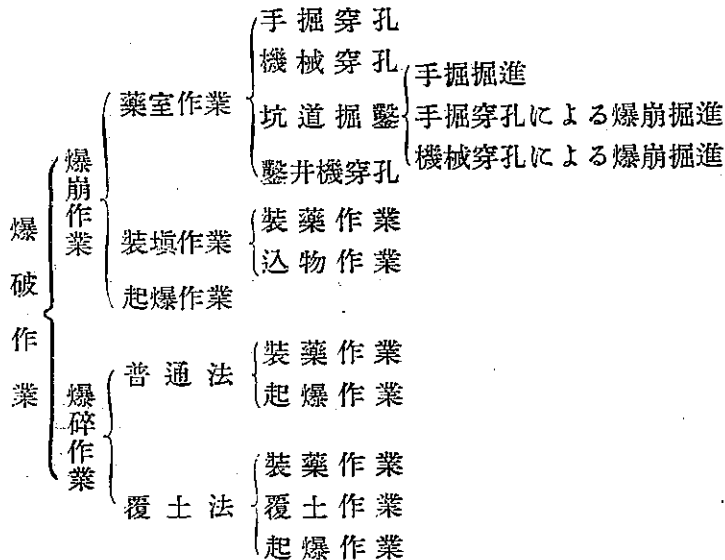 爆破作業
爆崩作業
薬室作業
手掘穿孔
機械穿孔
坑道掘鑿
手掘掘進
手掘穿孔による爆崩掘進
機械穿孔による爆崩掘進
鑿井機穿孔
装塡作業
装薬作業
込物作業
起爆作業
爆碎作業
普通法
装薬作業
起爆作業
覆土法
装薬作業
覆土作業
起爆作業